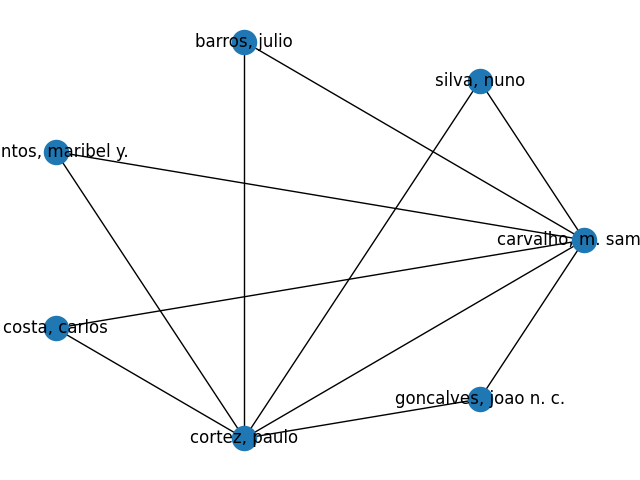 barros, julio
silva, nuno
ntos, maribel y.
carvalho, m. sam
costa, carlos
goncalves, joao n. c.
cortez, paulo